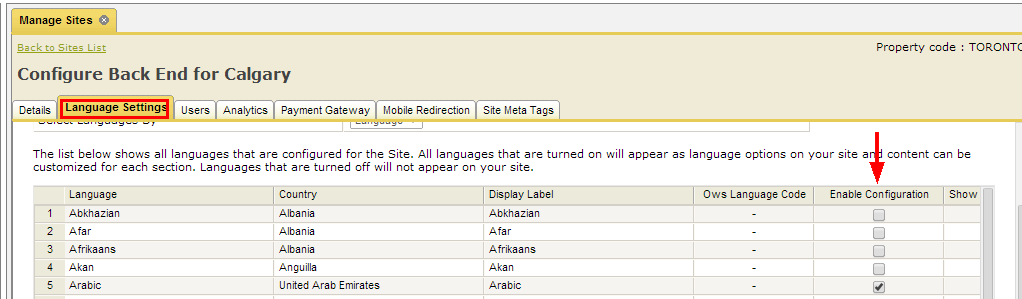 Manage Sites
Back to Sites List Property code : TORONTO
Configure Back End for Calgary
Details Language Settings Users Analytics Payment Gateway Mobile Redirection Site Meta Tags
Select Languages By Language
The list below shows all languages that are configured for the Site. All languages that are turned on will appear as language options on your site and content can be
customized for each section. Languages that are turned off will not appear on your site.
Language Country Display Label Ows Language Code Enable Configuration Show
1 Abkhazian Albania Abkhazian -
2 Afar Albania Afar -
3 Afrikaans Albania Afrikaans -
4 Akan Anguilla Akan -
5 Arabic United Arab Emirates Arabic -